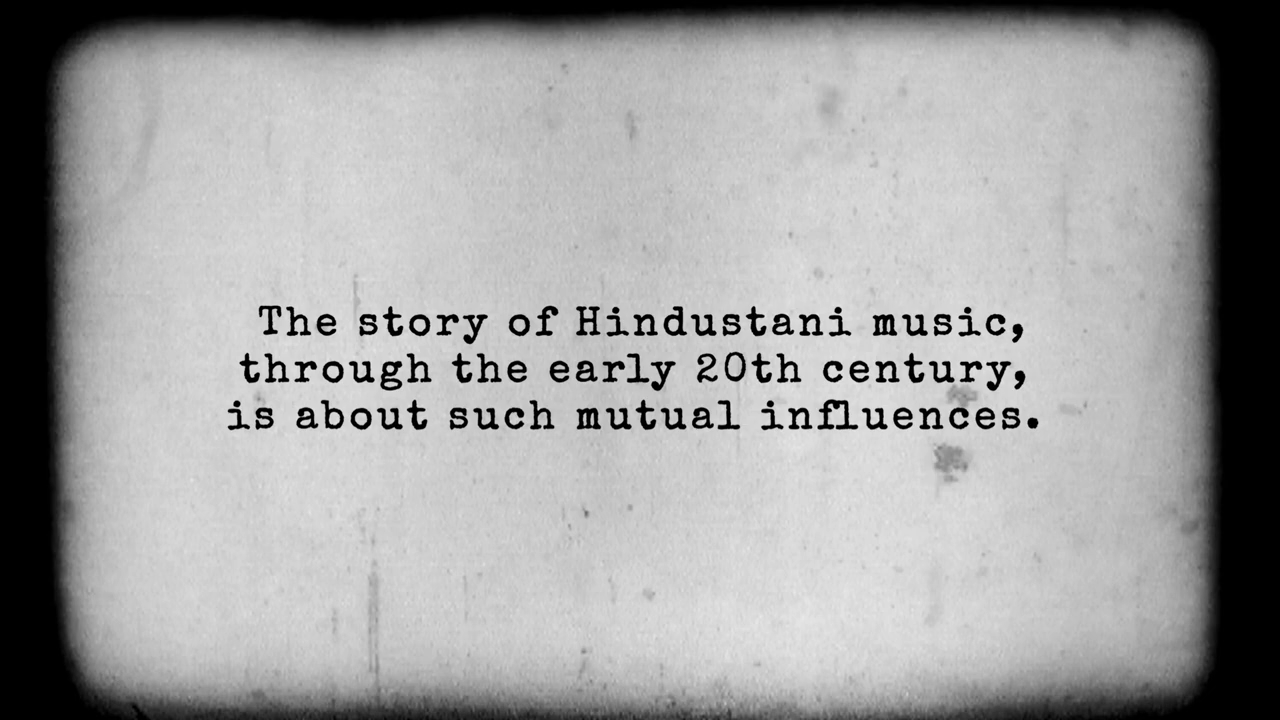 The story of Hindustani music,
through the early 20th century,
is about such mutual influences.